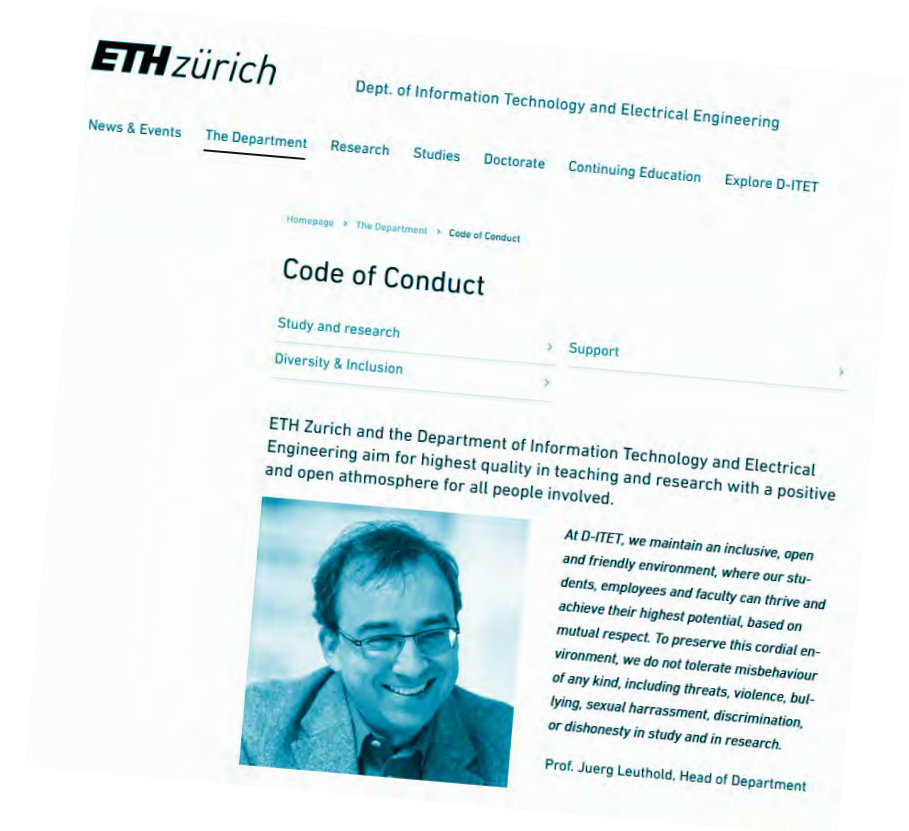 ETH zürich
Dept. of Information Technology and Electrical Engineering
News & Events The Department Research Studies Doctorate Continuing Education Explore D-ITET
Homepage > The Department > Code of Conduct
Code of Conduct
Study and research >
Support >
Diversity & Inclusion >
ETH Zurich and the Department of Information Technology and Electrical
Engineering aim for highest quality in teaching and research with a positive
and open athmosphere for all people involved.
At D-ITET, we maintain an inclusive, open
and friendly environment, where our stu-
dents, employees and faculty can thrive and
achieve their highest potential, based on
mutual respect. To preserve this cordial en-
vironment, we do not tolerate misbehaviour
of any kind, including threats, violence, bul-
lying, sexual harrassment, discrimination,
or dishonesty in study and in research.
Prof. Juerg Leuthold, Head of Department